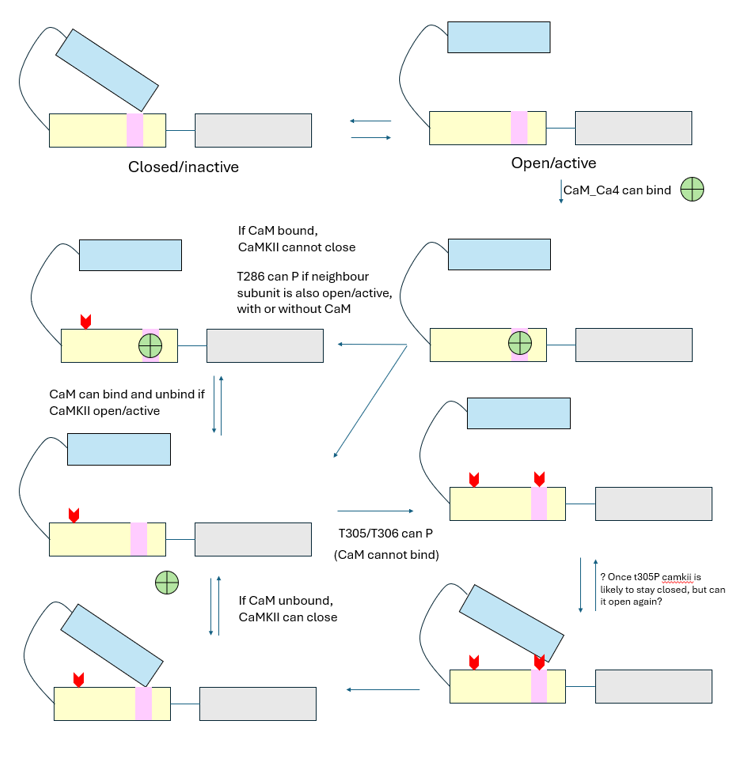 Closed/inactive
Open/active
CaM_Ca4 can bind
If CaM bound,
CaMKII cannot close
T286 can P if neighbour
subunit is also open/active,
with or without CaM
CaM can bind and unbind if
CaMKII open/active
T305/T306 can P
(CaM cannot bind)
? Once t305P camkii is
likely to stay closed, but can
it open again?
If CaM unbound,
CaMKII can close